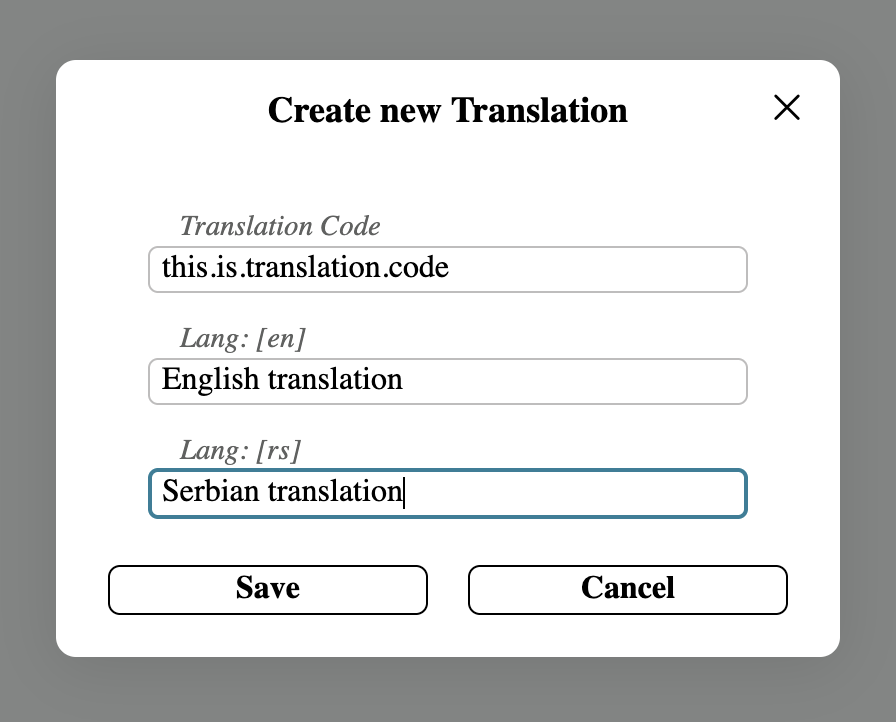 Create new Translation
Translation Code
this.is.translation.code
Lang: [en]
English translation
Lang: [rs]
Serbian translation
Save
Cancel